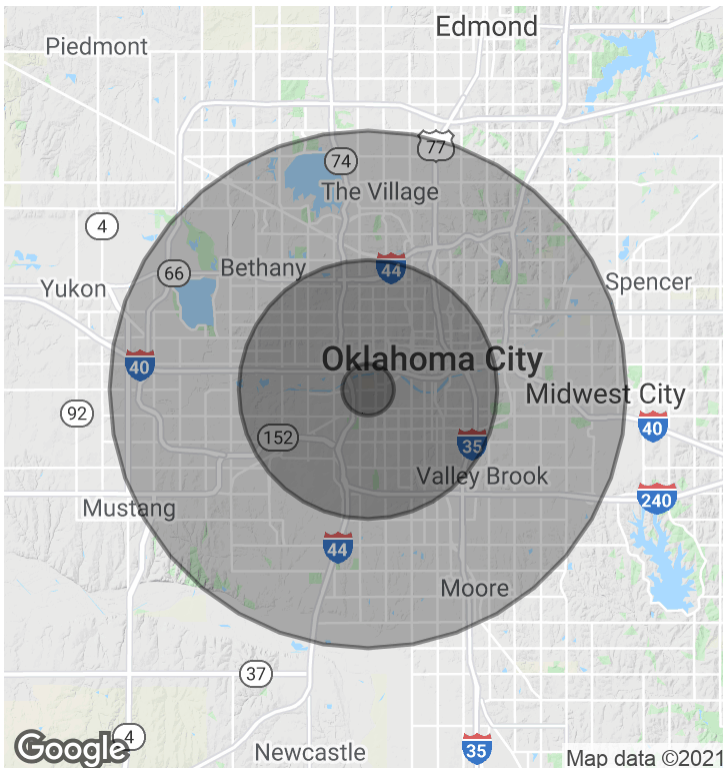 Edmond
Piedmont
77
74
The Village
4
Bethany
44
66
Yukon
Spencer
Oklahoma City
40
Midwest City
92
40
152
35
Valley Brook
240
Mustang
44
Moore
37
4
Google
Newcastle
35
Map data ©2021